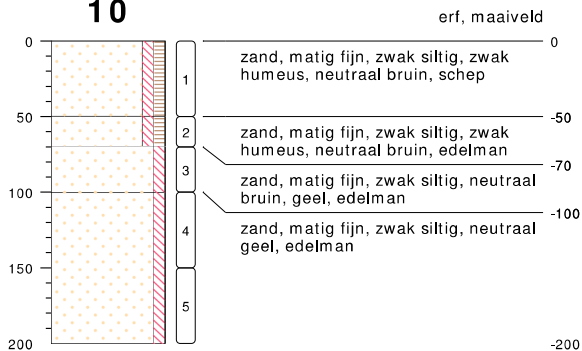 10
erf, maaiveld
0
1
zand, matig fijn, zwak siltig, zwak
humeus, neutraal bruin, schep
0
50
2
zand, matig fijn, zwak siltig, zwak
humeus, neutraal bruin, edelman
-50
3
zand, matig fijn, zwak siltig, neutraal
bruin, geel, edelman
-70
100
4
zand, matig fijn, zwak siltig, neutraal
geel, edelman
-100
150
5
200
-200